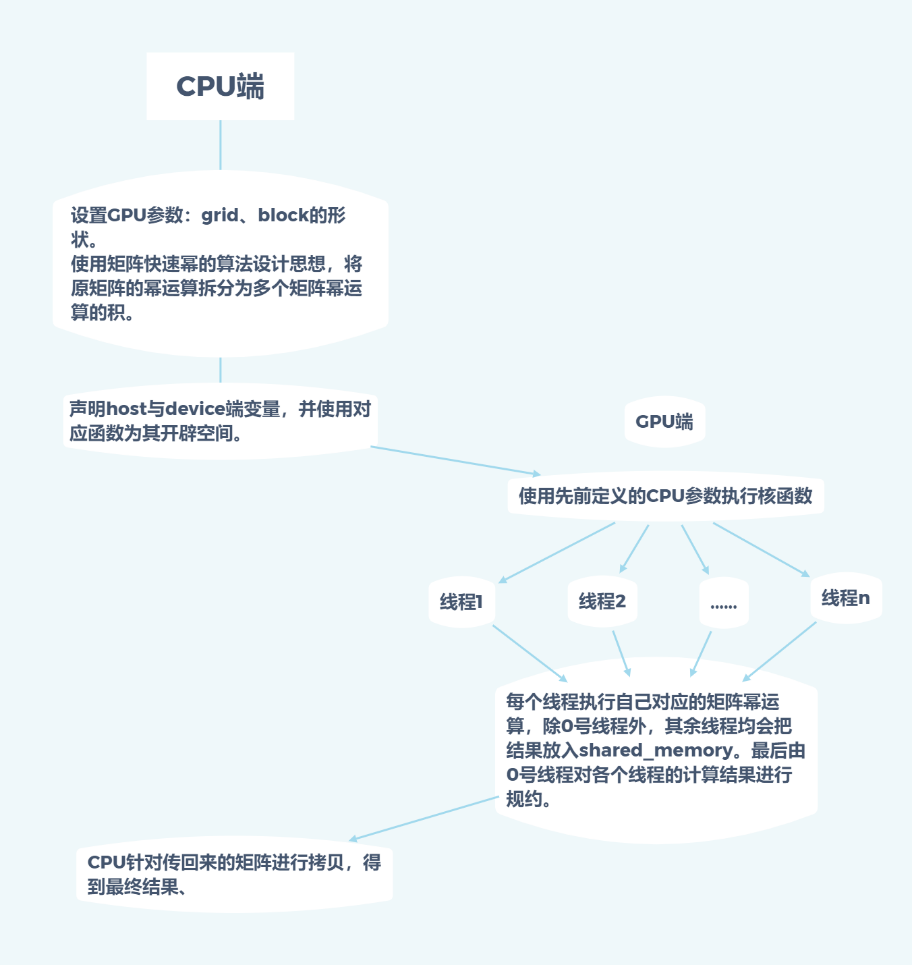 CPU端
设置GPU参数：grid、block的形
状。
使用矩阵快速幂的算法设计思想，将
原矩阵的幂运算拆分为多个矩阵幂运
算的积。
声明host与device端变量，并使用对
应函数为其开辟空间。
GPU端
使用先前定义的CPU参数执行核函数
线程1
线程2
......
线程n
每个线程执行自己对应的矩阵幂运
算，除0号线程外，其余线程均会把
结果放入shared_memory。最后由
0号线程对各个线程的计算结果进行
规约。
CPU针对传回来的矩阵进行拷贝，得
到最终结果、